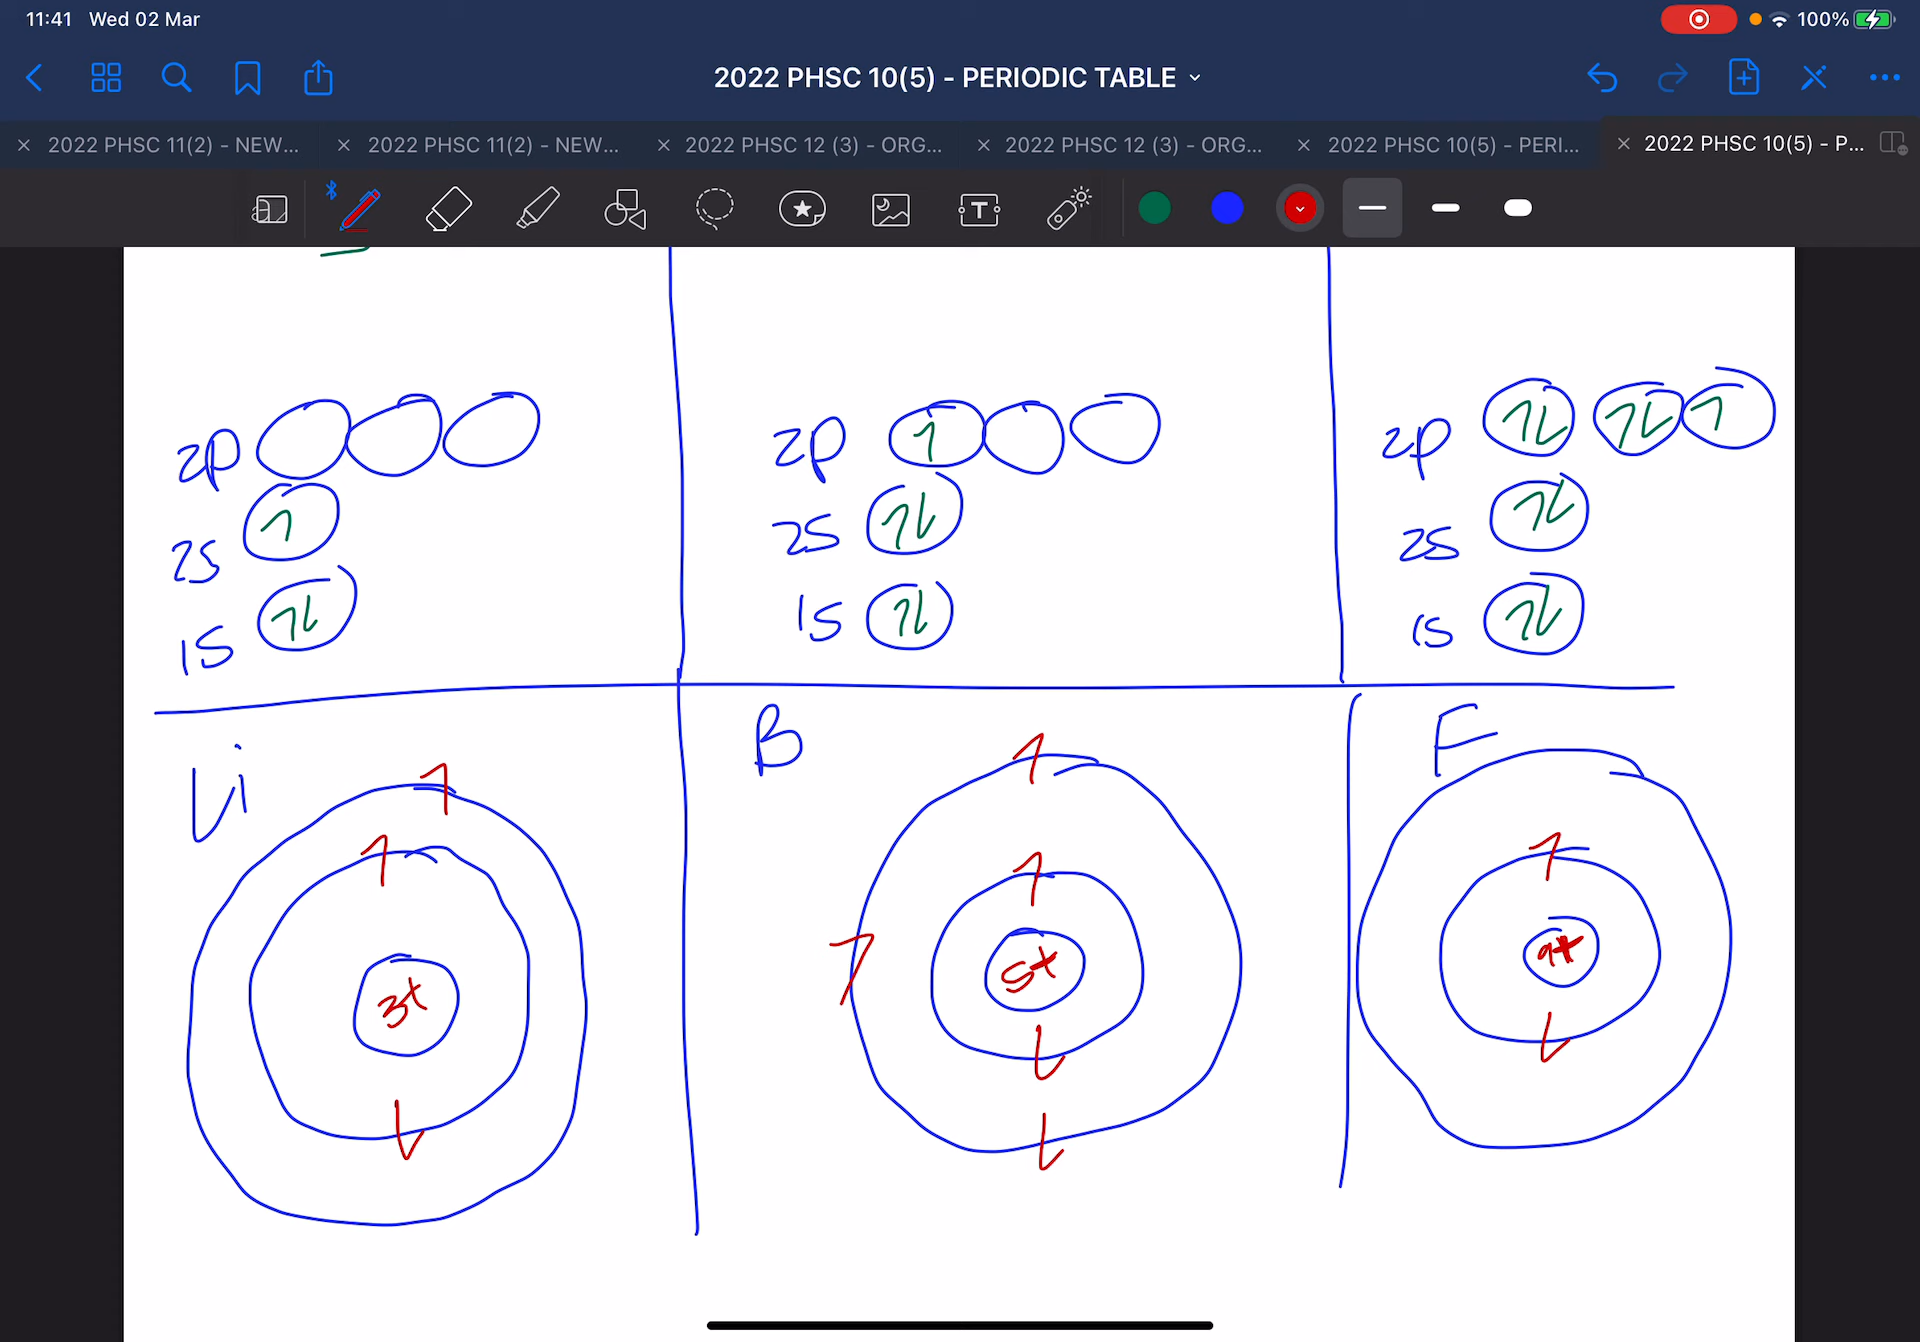 11:41 Wed 02 Mar 100%
2022 PHSC 10(5) - PERIODIC TABLE
2022 PHSC 11(2) - NEW... 2022 PHSC 11(2) - NEW... 2022 PHSC 12 (3) - ORG... 2022 PHSC 12 (3) - ORG... 2022 PHSC 10(5) - PERI... 2022 PHSC 10(5) - P...
T
2p
2s
1s
2p
2s
1s
2p
2s
1s
Li
3+
B
5+
F
9+